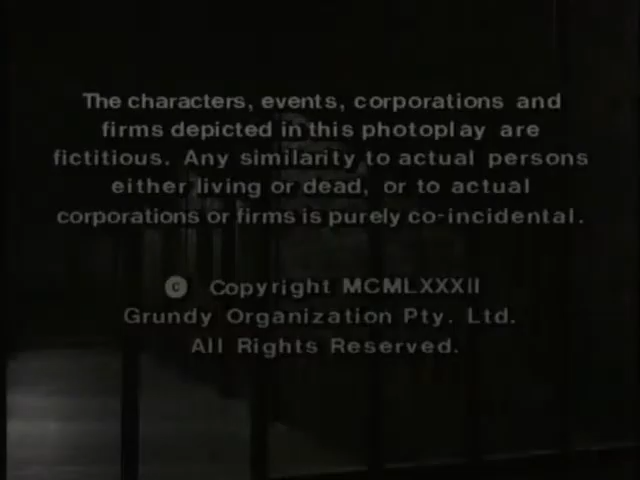 The characters, events, corporations and
firms depicted in this photoplay are
fictitious. Any similarity to actual persons
either living or dead, or to actual
corporations or firms is purely co-incidental.
© Copyright MCMLXXXII
Grundy Organization Pty. Ltd.
All Rights Reserved.